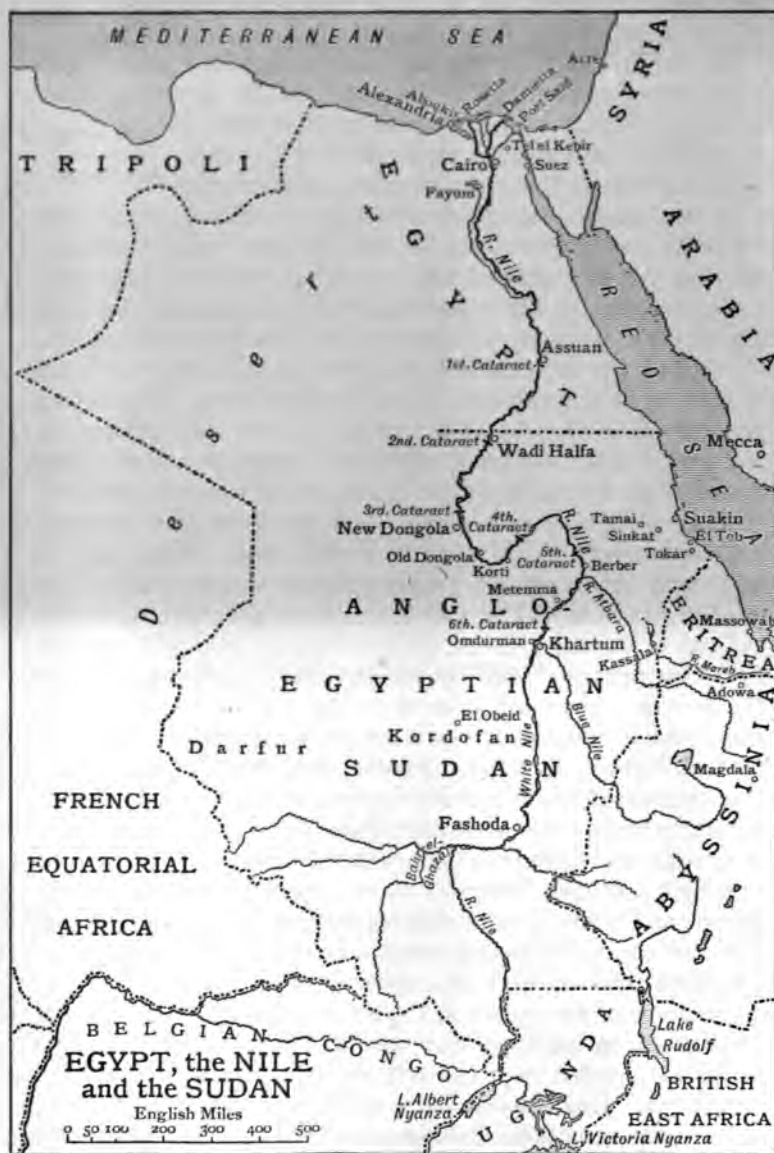 MEDITERRANEAN SEA
Acre
SYRIA
Aboukir
Rosetta
Damietta
Port Said
Alexandria
TRIPOLI
Tel el Kebir
Cairo
Suez
Fayum
EGYPT
ARABIA
R. Nile
RED SEA
Desert
Assuan
1st. Cataract
2nd. Cataract
Wadi Halfa
Mecca
3rd. Cataract
4th. Cataract
R. Nile
Tamai
Suakin
New Dongola
Sinkat
El Teb
Old Dongola
5th. Cataract
Tokar
Korti
Berber
Metemma
R. Atbara
ANGLO-
6th. Cataract
ERITREA
Massowah
Omdurman
Khartum
Kassala
R. Mareb
Adowa
EGYPTIAN
El Obeid
Blue Nile
Darfur
Kordofan
White Nile
SUDAN
Magdala
FRENCH
EQUATORIAL
AFRICA
Fashoda
Bahr-el-
Ghazal
ABYSSINIA
R. Nile
BELGIAN CONGO
Lake
Rudolf
EGYPT, the NILE
and the SUDAN
English Miles
0 50 100 200 300 400 500
L. Albert
Nyanza
UGANDA
BRITISH
EAST AFRICA
L. Victoria Nyanza